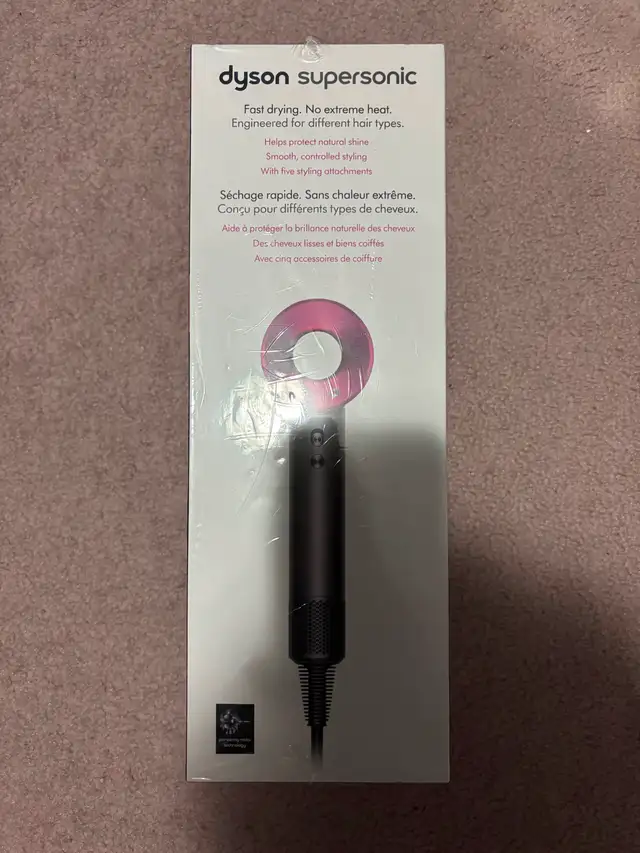 dyson supersonic
Fast drying. No extreme heat.
Engineered for different hair types.
Helps protect natural shine
Smooth, controlled styling
With five styling attachments
Séchage rapide. Sans chaleur extrême.
Conçu pour différents types de cheveux.
Aide à protéger la brillance naturelle des cheveux
Des cheveux lisses et biens coiffés
Avec cinq accessoires de coiffure